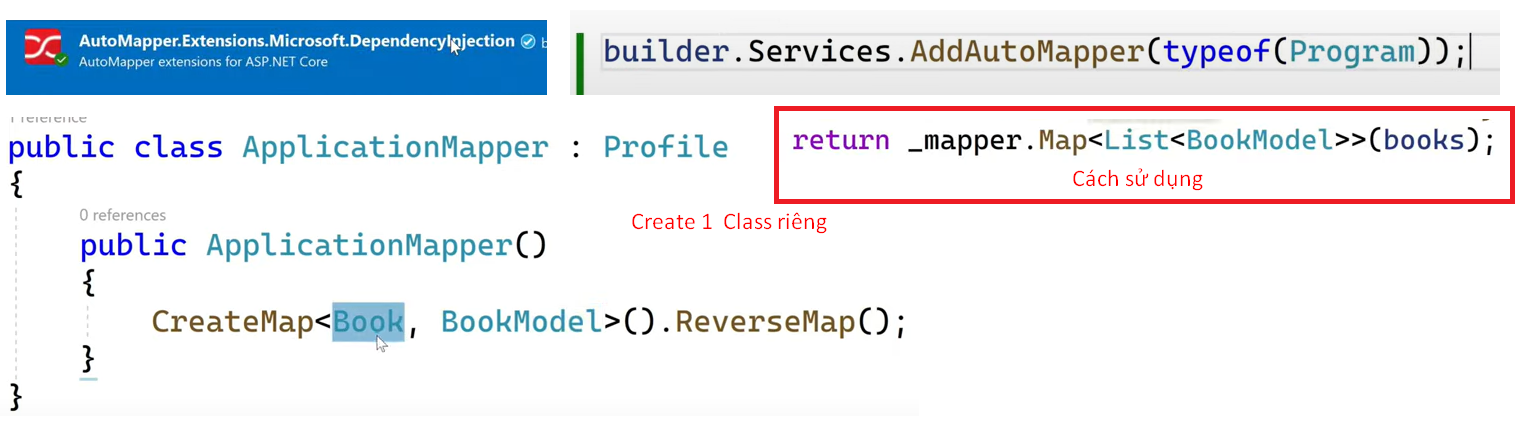 AutoMapper.Extensions.Microsoft.DependencyInjection b
AutoMapper extensions for ASP.NET Core
builder.Services.AddAutoMapper(typeof(Program));
1 reference
public class ApplicationMapper : Profile
{
0 references
public ApplicationMapper()
{
CreateMap<Book, BookModel>().ReverseMap();
}
}
return _mapper.Map<List<BookModel>>(books);
Cách sử dụng
Create 1 Class riêng